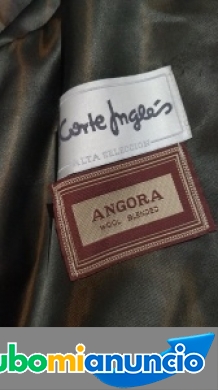 Corte Inglés
ALTA SELECCION
ANGORA
WOOL BLENDED
ubomianuncio